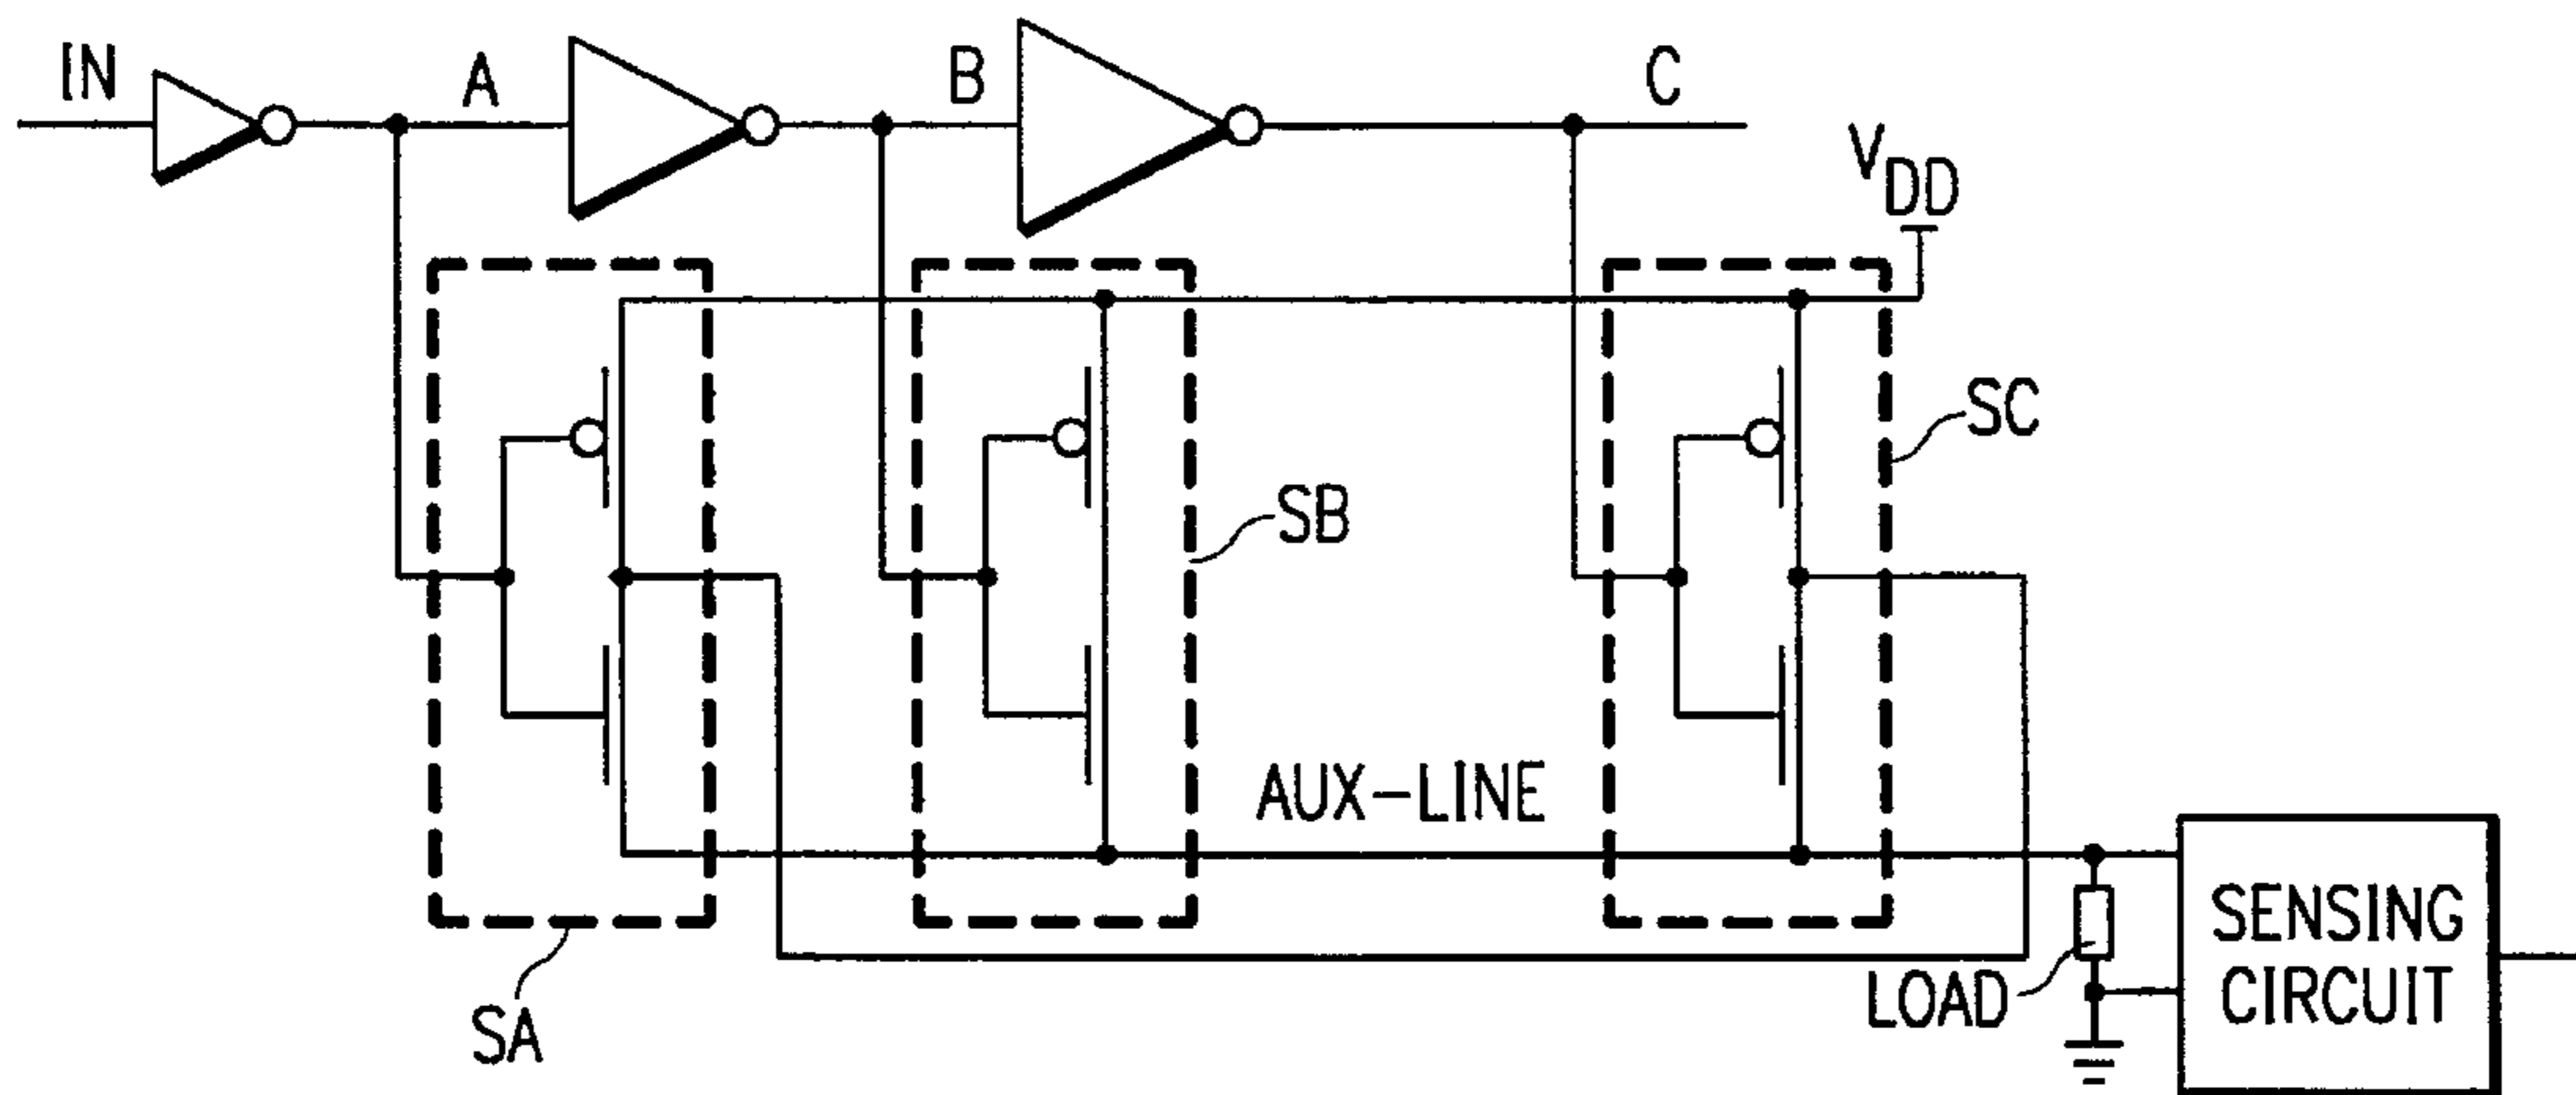 IN
A
B
C
VDD
SC
SB
AUX-LINE
SENSING
CIRCUIT
LOAD
SA